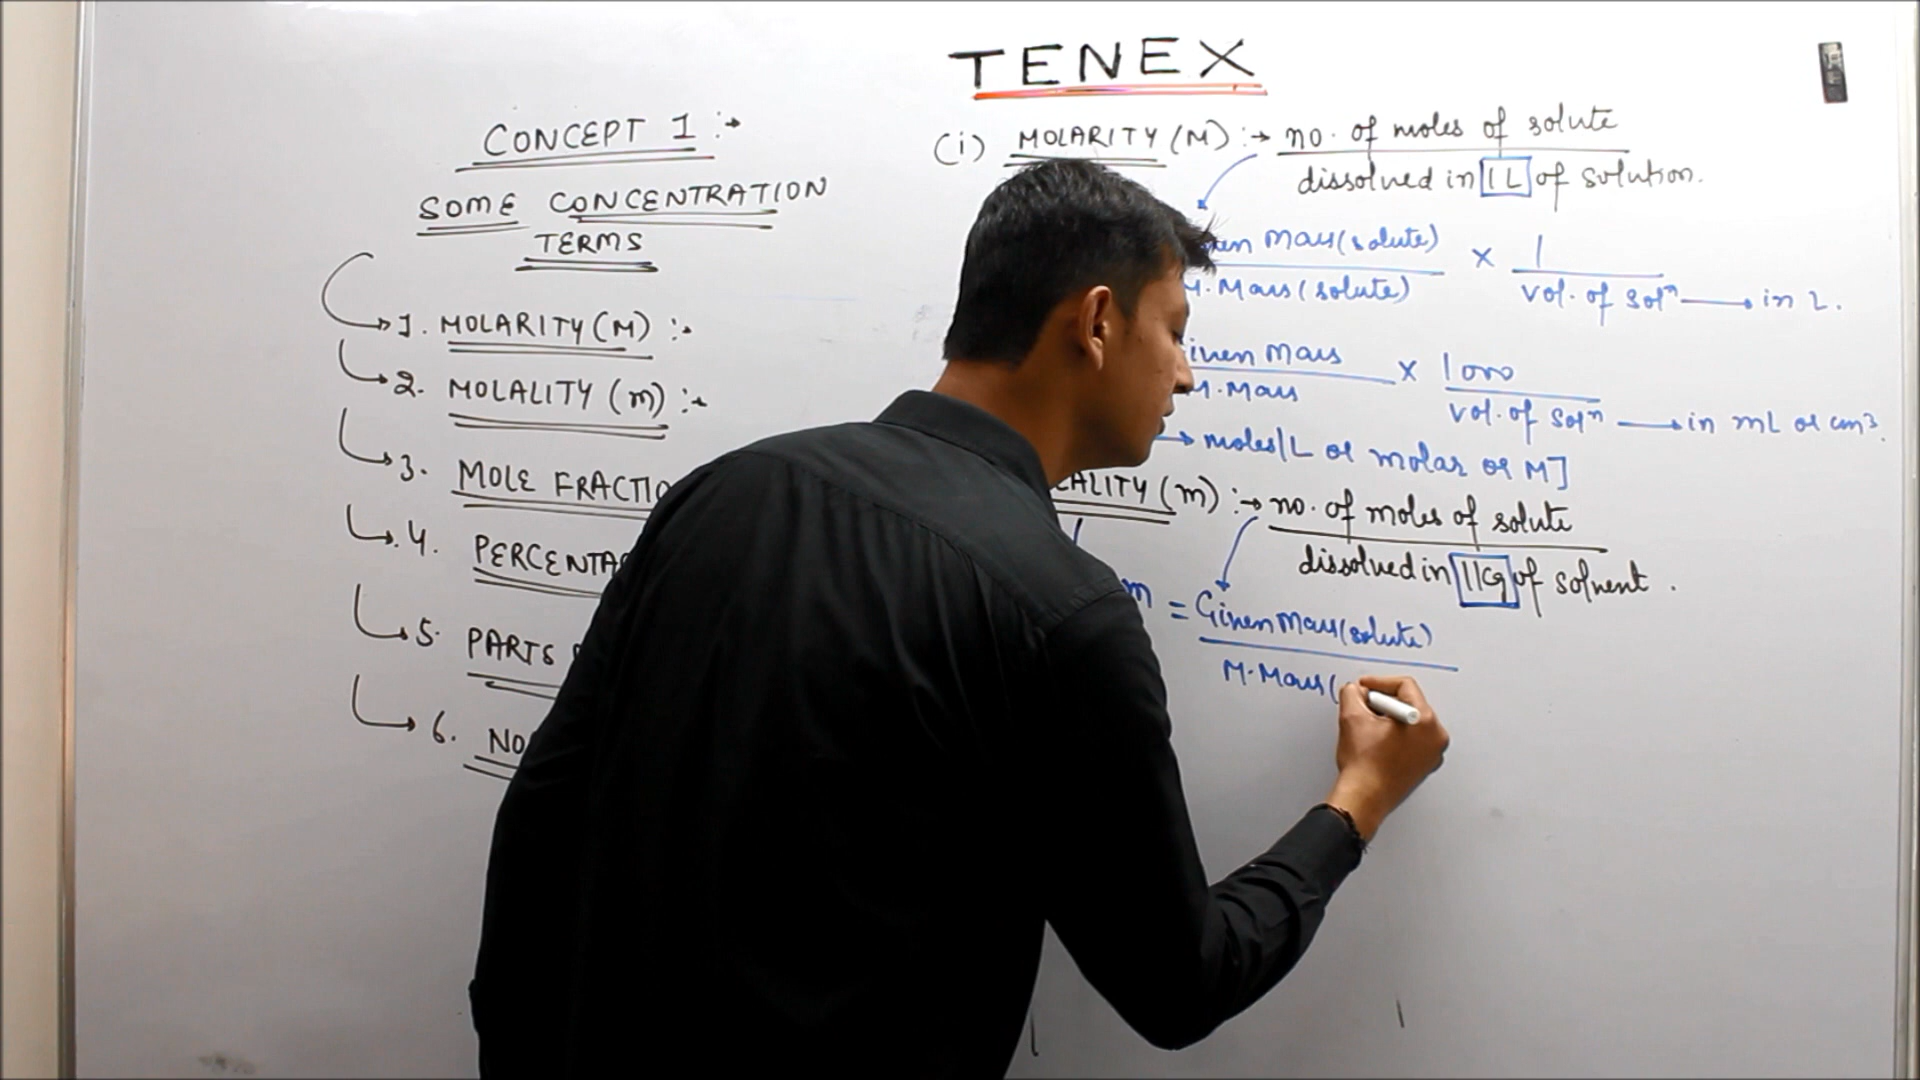 TENEX
CONCEPT 1 :→
SOME CONCENTRATION
TERMS
1. MOLARITY (M) :-
2. MOLALITY (m) :-
3. MOLE FRACTIO
4. PERCENTA
5. PARTS
6. NO
(i) MOLARITY (M) :→ no. of moles of solute
dissolved in 1 L of solution.
Mass (solute) × 1
M.Mass (solute) vol. of solⁿ → in L.
iven Mass × 1000
M.Mass vol. of solⁿ → in mL or cm³.
→ moles/L or molar or M]
ALITY (m) :→ no. of moles of solute
dissolved in 1 kg of solvent.
m = Given Mass (solute)
M.Mass (